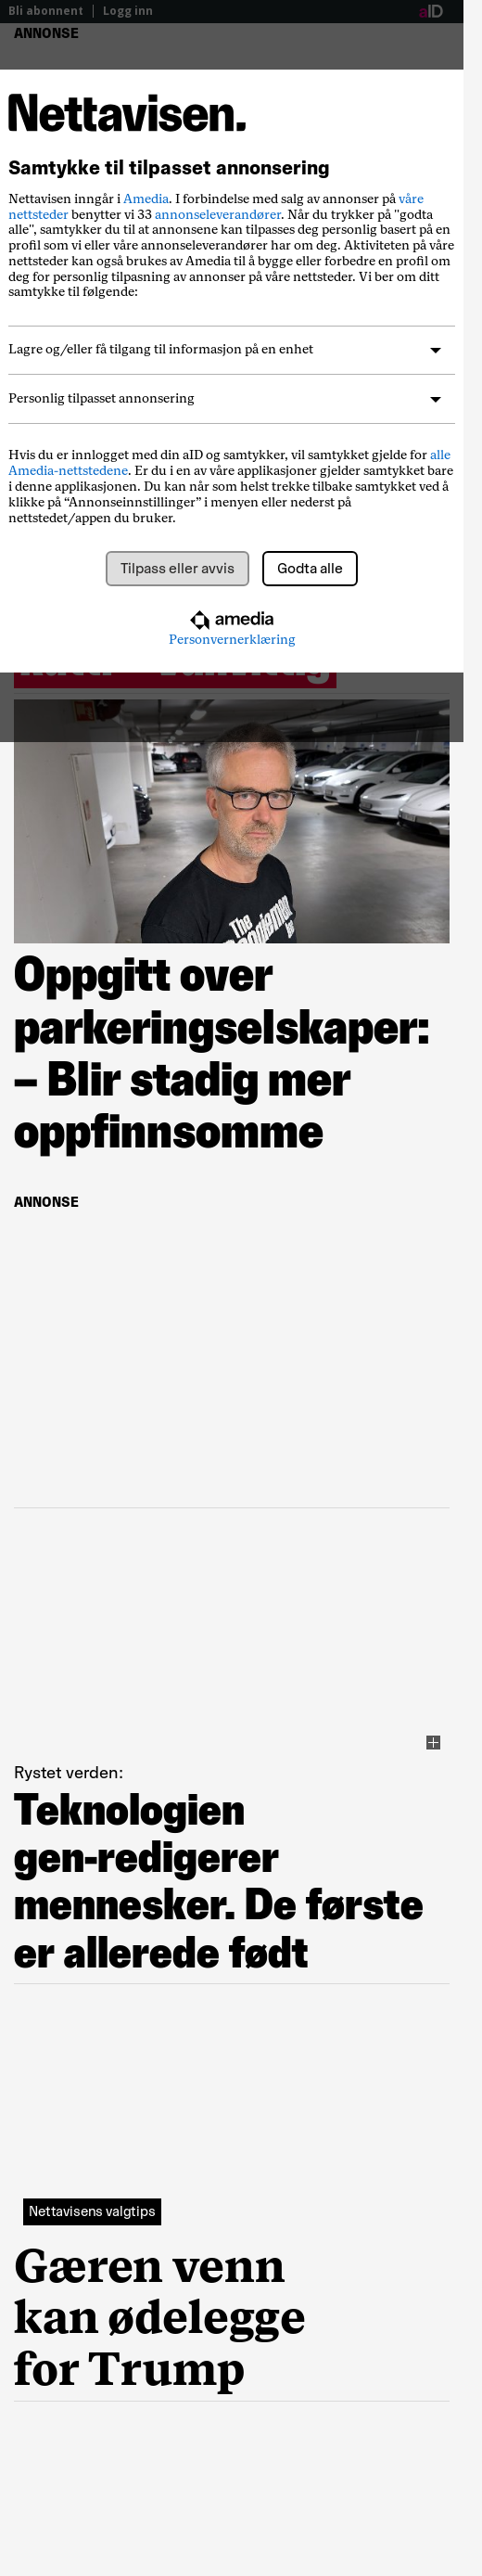 Bli abonnent
Logg inn
aID
ANNONSE
Nettavisen.
Samtykke til tilpasset annonsering
Nettavisen inngår i Amedia. I forbindelse med salg av annonser på våre
nettsteder benytter vi 33 annonseleverandører. Når du trykker på "godta
alle", samtykker du til at annonsene kan tilpasses deg personlig basert på en
profil som vi eller våre annonseleverandører har om deg. Aktiviteten på våre
nettsteder kan også brukes av Amedia til å bygge eller forbedre en profil om
deg for personlig tilpasning av annonser på våre nettsteder. Vi ber om ditt
samtykke til følgende:
Lagre og/eller få tilgang til informasjon på en enhet
Personlig tilpasset annonsering
Hvis du er innlogget med din aID og samtykker, vil samtykket gjelde for alle
Amedia-nettstedene. Er du i en av våre applikasjoner gjelder samtykket bare
i denne applikasjonen. Du kan når som helst trekke tilbake samtykket ved å
klikke på “Annonseinnstillinger” i menyen eller nederst på
nettstedet/appen du bruker.
Tilpass eller avvis
Godta alle
amedia
Personvernerklæring
The
Oppgitt over
parkeringselskaper:
– Blir stadig mer
oppfinnsomme
ANNONSE
Rystet verden:
Teknologien
gen-redigerer
mennesker. De første
er allerede født
Nettavisens valgtips
Gæren venn
kan ødelegge
for Trump